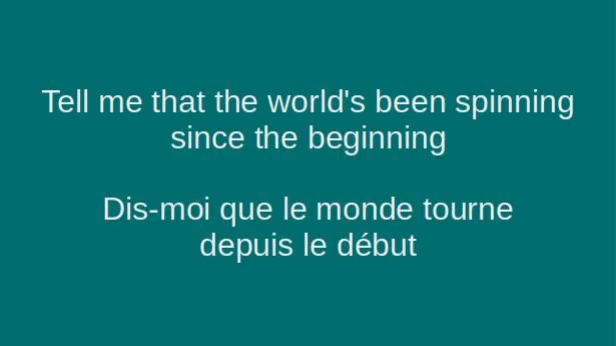 Tell me that the world's been spinning
since the beginning
Dis-moi que le monde tourne
depuis le début